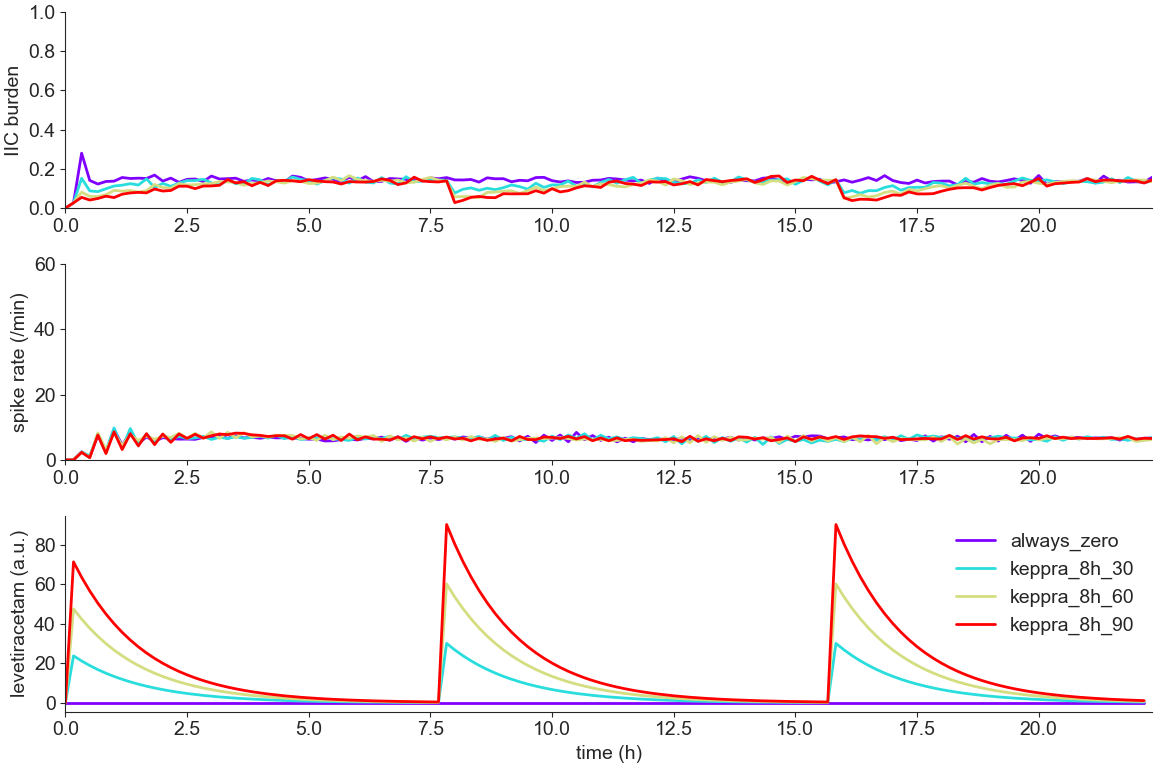 1.0
0.8
0.6
0.4
0.2
0.0
IIC burden
0.0 2.5 5.0 7.5 10.0 12.5 15.0 17.5 20.0
60
40
20
0
spike rate (/min)
0.0 2.5 5.0 7.5 10.0 12.5 15.0 17.5 20.0
80
60
40
20
0
levetiracetam (a.u.)
always_zero
keppra_8h_30
keppra_8h_60
keppra_8h_90
0.0 2.5 5.0 7.5 10.0 12.5 15.0 17.5 20.0
time (h)